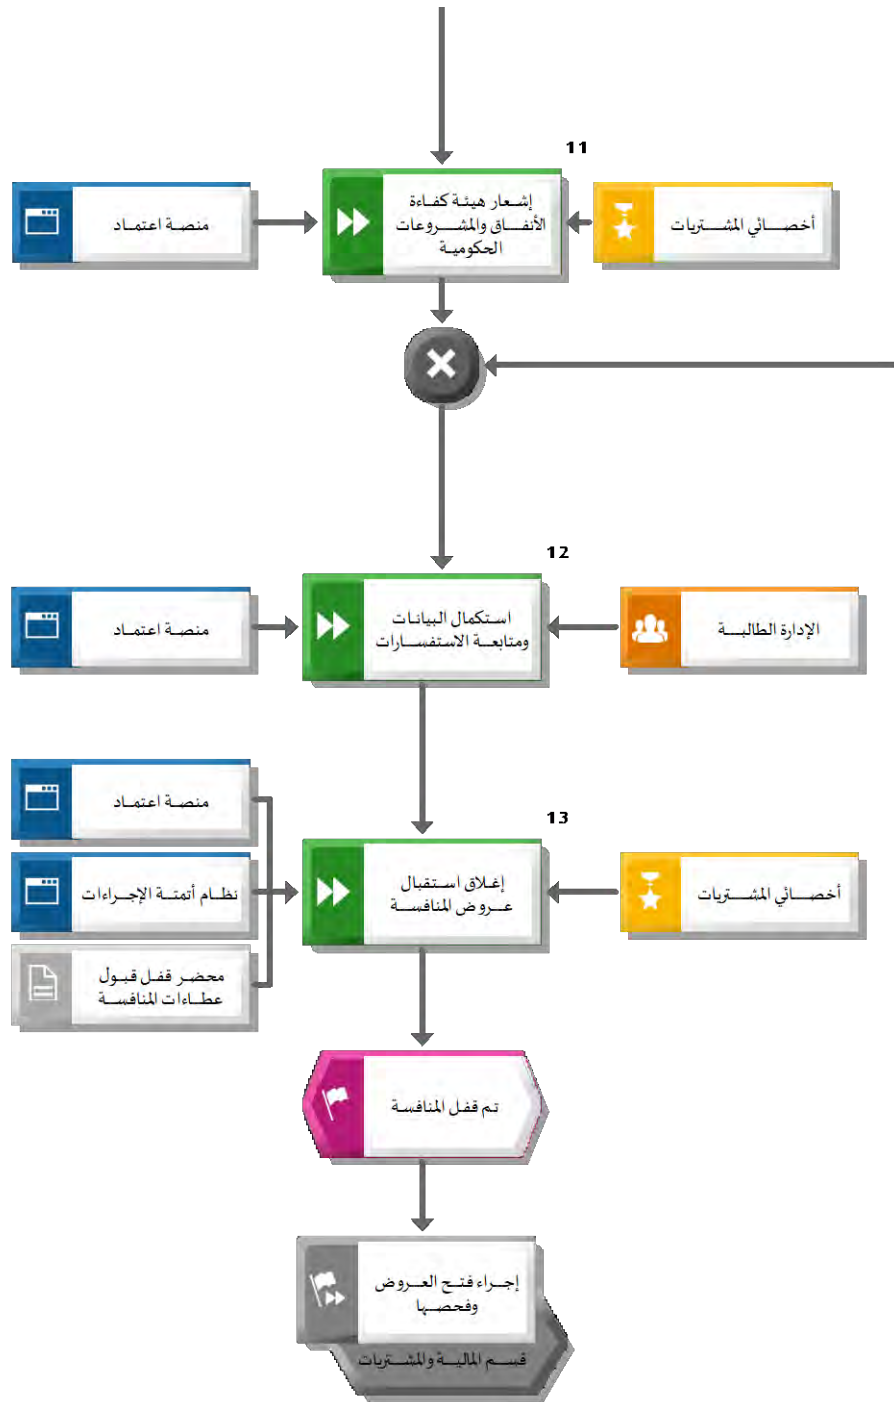 11
أخصائي المشتريات
إشعار هيئة كفاءة
الأنفاق والمشروعات
الحكومية
منصة اعتماد
12
الإدارة الطالبة
استكمال البيانات
ومتابعة الاستفسارات
منصة اعتماد
13
أخصائي المشتريات
إغلاق استقبال
عروض المنافسة
منصة اعتماد
نظام أتمتة الإجراءات
محضر قفل قبول
عطاءات المنافسة
تم قفل المنافسة
إجراء فتح العروض
وفحصها
قسم المالية والمشتريات